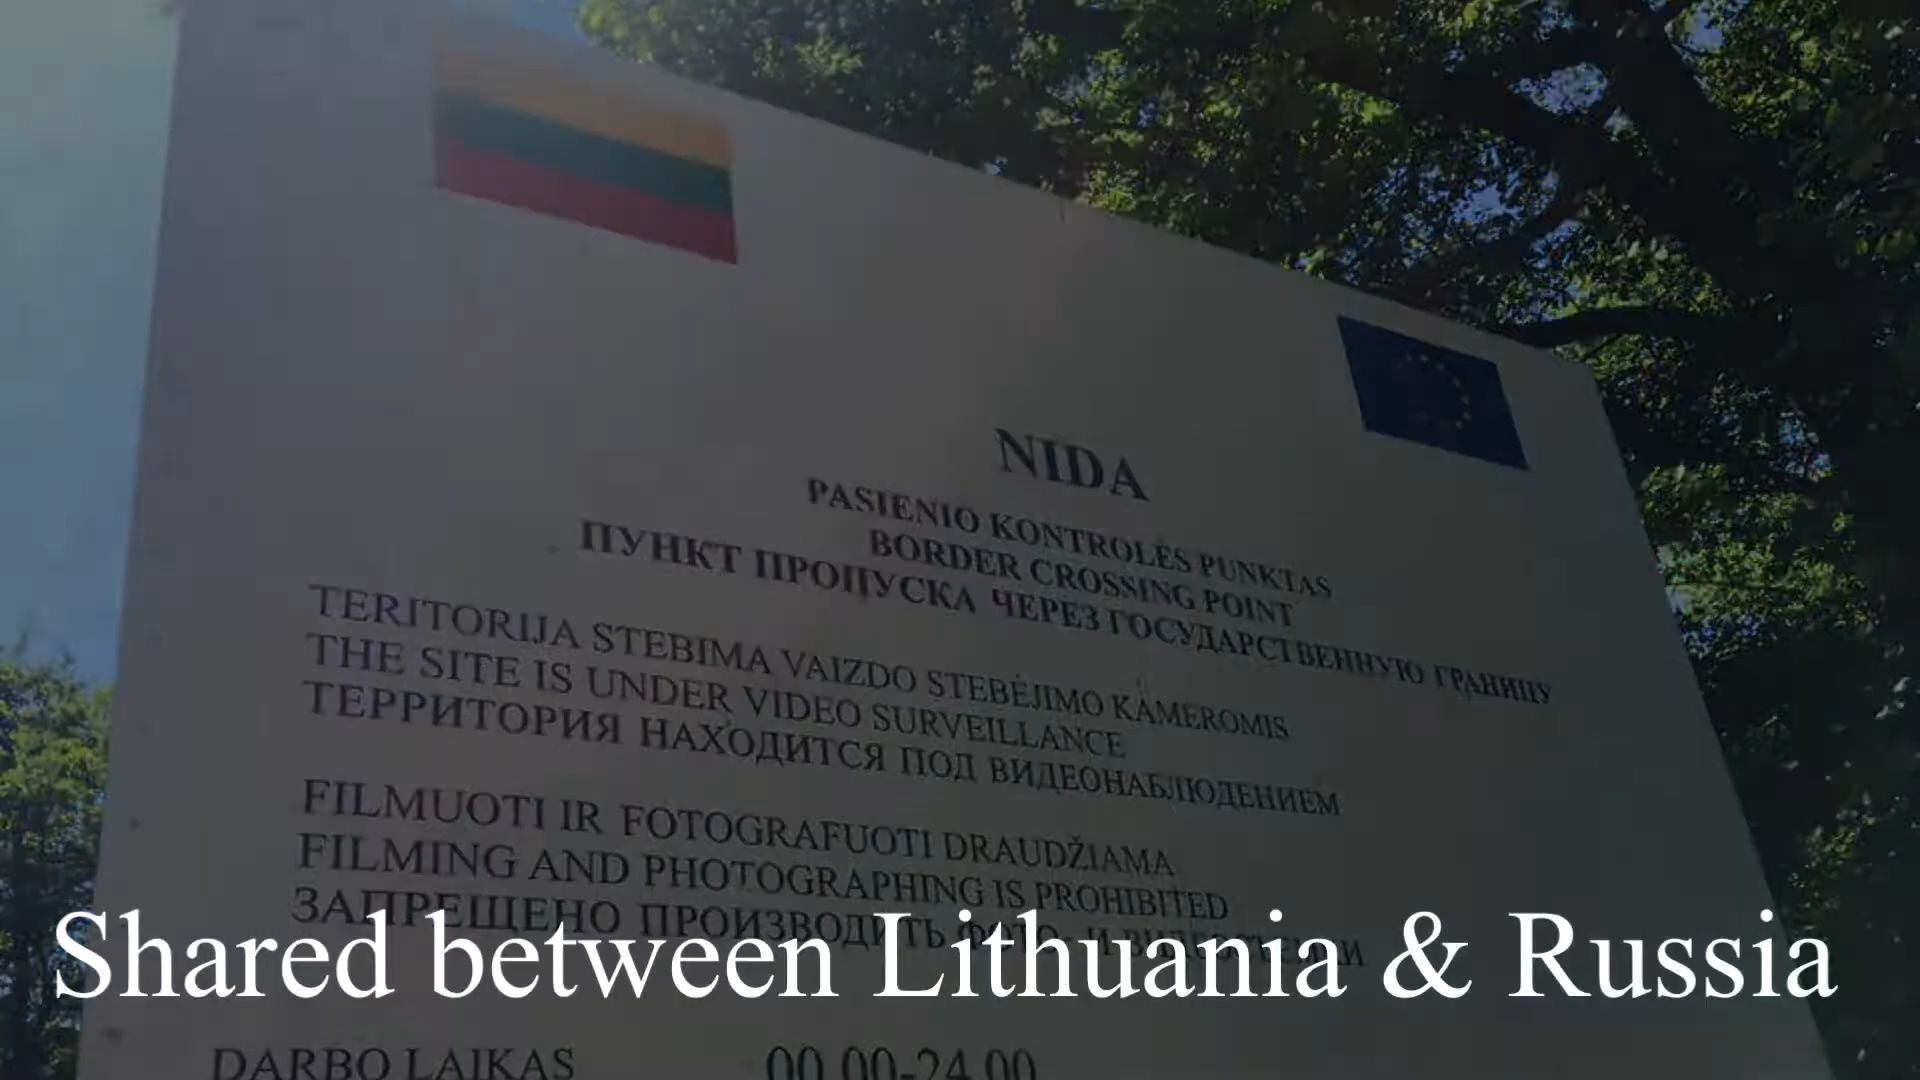 NIDA
PASIENIO KONTROLĖS PUNKTAS
BORDER CROSSING POINT
ПУНКТ ПРОПУСКА ЧЕРЕЗ ГОСУДАРСТВЕННУЮ ГРАНИЦУ
TERITORIJA STEBIMA VAIZDO STEBĖJIMO KAMEROMIS
THE SITE IS UNDER VIDEO SURVEILLANCE
ТЕРРИТОРИЯ НАХОДИТСЯ ПОД ВИДЕОНАБЛЮДЕНИЕМ
FILMUOTI IR FOTOGRAFUOTI DRAUDŽIAMA
FILMING AND PHOTOGRAPHING IS PROHIBITED
ЗАПРЕЩЕНО ПРОИЗВОДИТЬ ФОТО- И ВИДЕОСЪЕМКИ
Shared between Lithuania & Russia
DARBO LAIKAS 00.00-24.00